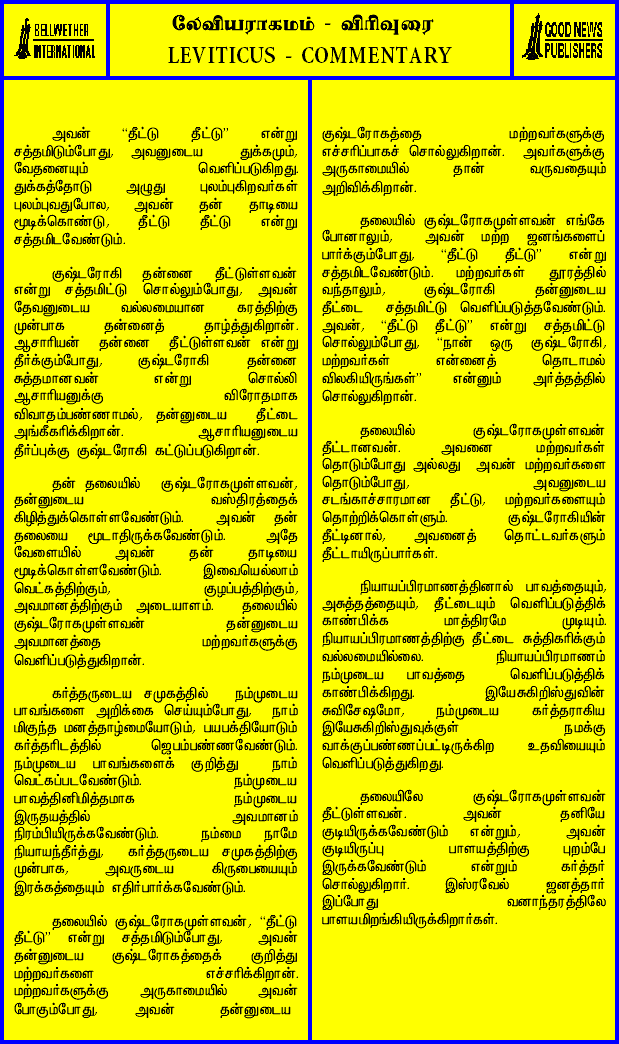 BELLWETHER
INTERNATIONAL
லேவியராகமம் - விரிவுரை
LEVITICUS - COMMENTARY
GOOD NEWS
PUBLISHERS
அவன் “தீட்டு தீட்டு” என்று
சத்தமிடும்போது, அவனுடைய துக்கமும்,
வேதனையும் வெளிப்படுகிறது.
துக்கத்தோடு அழுது புலம்புகிறவர்கள்
புலம்புவதுபோல, அவன் தன் தாடியை
மூடிக்கொண்டு, தீட்டு தீட்டு என்று
சத்தமிடவேண்டும்.
குஷ்டரோகி தன்னை தீட்டுள்ளவன்
என்று சத்தமிட்டு சொல்லும்போது, அவன்
தேவனுடைய வல்லமையான கரத்திற்கு
முன்பாக தன்னைத் தாழ்த்துகிறான்.
ஆசாரியன் தன்னை தீட்டுள்ளவன் என்று
தீர்க்கும்போது, குஷ்டரோகி தன்னை
சுத்தமானவன் என்று சொல்லி
ஆசாரியனுக்கு விரோதமாக
விவாதம்பண்ணாமல், தன்னுடைய தீட்டை
அங்கீகரிக்கிறான். ஆசாரியனுடைய
தீர்ப்புக்கு குஷ்டரோகி கட்டுப்படுகிறான்.
தன் தலையில் குஷ்டரோகமுள்ளவன்,
தன்னுடைய வஸ்திரத்தைக்
கிழித்துக்கொள்ளவேண்டும். அவன் தன்
தலையை மூடாதிருக்கவேண்டும். அதே
வேளையில் அவன் தன் தாடியை
மூடிக்கொள்ளவேண்டும். இவையெல்லாம்
வெட்கத்திற்கும், குழப்பத்திற்கும்,
அவமானத்திற்கும் அடையாளம். தலையில்
குஷ்டரோகமுள்ளவன் தன்னுடைய
அவமானத்தை மற்றவர்களுக்கு
வெளிப்படுத்துகிறான்.
கர்த்தருடைய சமுகத்தில் நம்முடைய
பாவங்களை அறிக்கை செய்யும்போது, நாம்
மிகுந்த மனத்தாழ்மையோடும், பயபக்தியோடும்
கர்த்தரிடத்தில் ஜெபம்பண்ணவேண்டும்.
நம்முடைய பாவங்களைக் குறித்து நாம்
வெட்கப்படவேண்டும். நம்முடைய
பாவத்தினிமித்தமாக நம்முடைய
இருதயத்தில் அவமானம்
நிரம்பியிருக்கவேண்டும். நம்மை நாமே
நியாயந்தீர்த்து, கர்த்தருடைய சமுகத்திற்கு
முன்பாக, அவருடைய கிருபையையும்
இரக்கத்தையும் எதிர்பார்க்கவேண்டும்.
தலையில் குஷ்டரோகமுள்ளவன், “தீட்டு
தீட்டு” என்று சத்தமிடும்போது, அவன்
தன்னுடைய குஷ்டரோகத்தைக் குறித்து
மற்றவர்களை எச்சரிக்கிறான்.
மற்றவர்களுக்கு அருகாமையில் அவன்
போகும்போது, அவன் தன்னுடைய
குஷ்டரோகத்தை மற்றவர்களுக்கு
எச்சரிப்பாகச் சொல்லுகிறான். அவர்களுக்கு
அருகாமையில் தான் வருவதையும்
அறிவிக்கிறான்.
தலையில் குஷ்டரோகமுள்ளவன் எங்கே
போனாலும், அவன் மற்ற ஜனங்களைப்
பார்க்கும்போது, “தீட்டு தீட்டு” என்று
சத்தமிடவேண்டும். மற்றவர்கள் தூரத்தில்
வந்தாலும், குஷ்டரோகி தன்னுடைய
தீட்டை சத்தமிட்டு வெளிப்படுத்தவேண்டும்.
அவன், “தீட்டு தீட்டு” என்று சத்தமிட்டு
சொல்லும்போது, “நான் ஒரு குஷ்டரோகி,
மற்றவர்கள் என்னைத் தொடாமல்
விலகியிருங்கள்” என்னும் அர்த்தத்தில்
சொல்லுகிறான்.
தலையில் குஷ்டரோகமுள்ளவன்
தீட்டானவன். அவனை மற்றவர்கள்
தொடும்போது அல்லது அவன் மற்றவர்களை
தொடும்போது, அவனுடைய
சடங்காச்சாரமான தீட்டு, மற்றவர்களையும்
தொற்றிக்கொள்ளும். குஷ்டரோகியின்
தீட்டினால், அவனைத் தொட்டவர்களும்
தீட்டாயிருப்பார்கள்.
நியாயப்பிரமாணத்தினால் பாவத்தையும்,
அசுத்தத்தையும், தீட்டையும் வெளிப்படுத்திக்
காண்பிக்க மாத்திரமே முடியும்.
நியாயப்பிரமாணத்திற்கு தீட்டை சுத்திகரிக்கும்
வல்லமையில்லை. நியாயப்பிரமாணம்
நம்முடைய பாவத்தை வெளிப்படுத்திக்
காண்பிக்கிறது. இயேசுகிறிஸ்துவின்
சுவிசேஷமோ, நம்முடைய கர்த்தராகிய
இயேசுகிறிஸ்துவுக்குள் நமக்கு
வாக்குப்பண்ணப்பட்டிருக்கிற உதவியையும்
வெளிப்படுத்துகிறது.
தலையிலே குஷ்டரோகமுள்ளவன்
தீட்டுள்ளவன். அவன் தனியே
குடியிருக்கவேண்டும் என்றும், அவன்
குடியிருப்பு பாளயத்திற்கு புறம்பே
இருக்கவேண்டும் என்றும் கர்த்தர்
சொல்லுகிறார். இஸ்ரவேல் ஜனத்தார்
இப்போது வனாந்தரத்திலே
பாளயமிறங்கியிருக்கிறார்கள்.